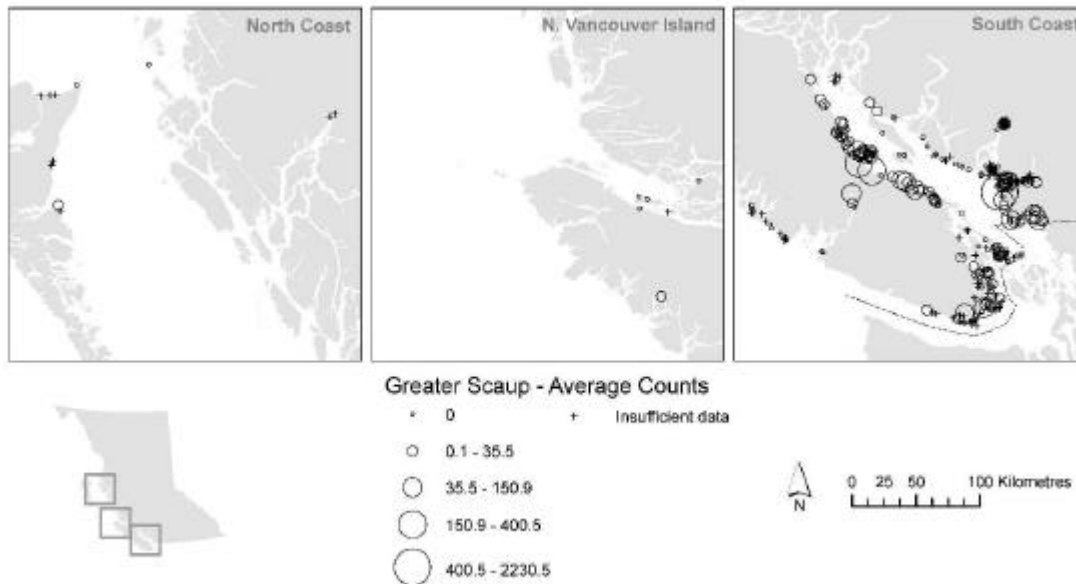 North Coast
N. Vancouver Island
South Coast
Greater Scaup - Average Counts
0
Insufficient data
0.1 - 35.5
35.5 - 150.9
150.9 - 400.5
400.5 - 2230.5
N
0 25 50 100 Kilometres